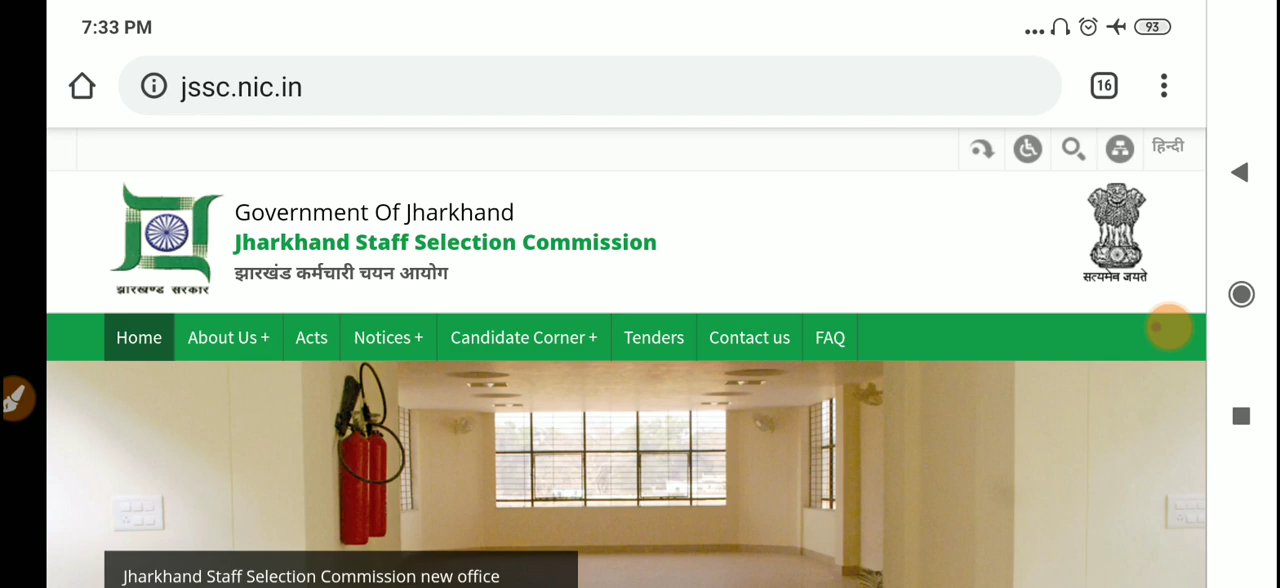 7:33 PM
93
jssc.nic.in
16
हिन्दी
Government Of Jharkhand
Jharkhand Staff Selection Commission
झारखंड कर्मचारी चयन आयोग
झारखण्ड सरकार
सत्यमेव जयते
Home
About Us +
Acts
Notices +
Candidate Corner +
Tenders
Contact us
FAQ
Jharkhand Staff Selection Commission new office